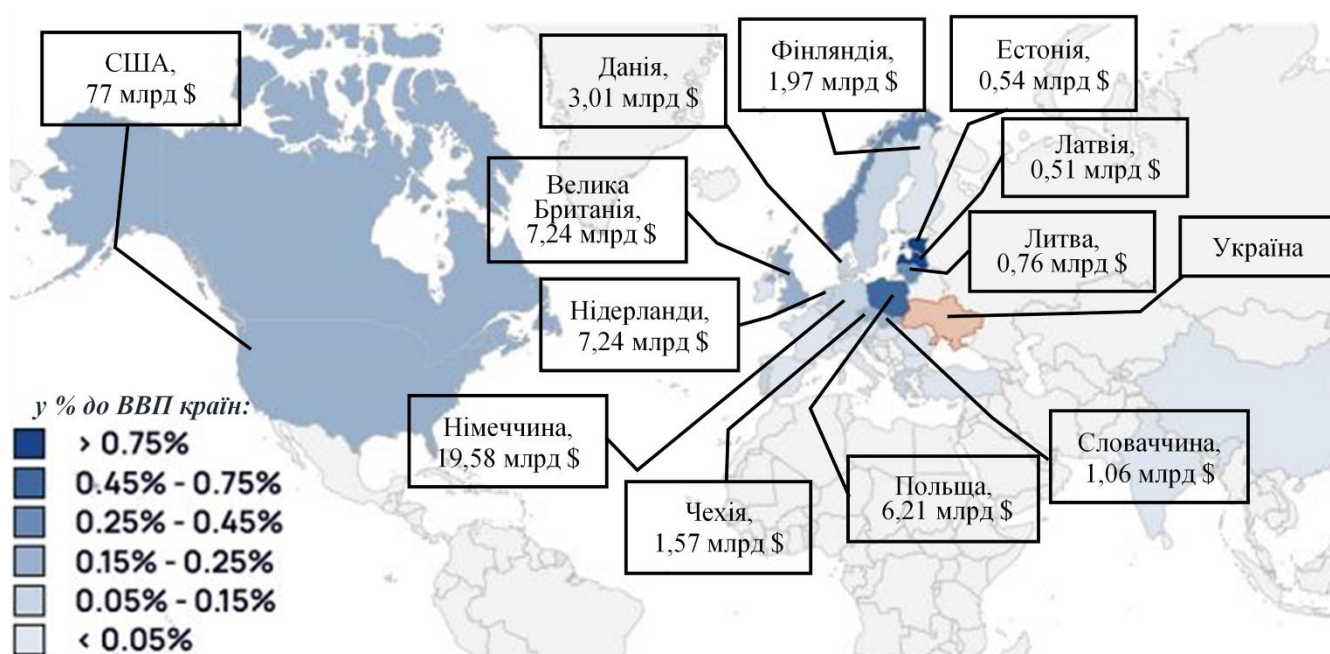 США,
77 млрд $
Данія,
3,01 млрд $
Фінляндія,
1,97 млрд $
Естонія,
0,54 млрд $
Латвія,
0,51 млрд $
Велика
Британія,
7,24 млрд $
Литва,
0,76 млрд $
Україна
Нідерланди,
7,24 млрд $
у % до ВВП країн:
> 0.75%
0.45% - 0.75%
0.25% - 0.45%
0.15% - 0.25%
0.05% - 0.15%
< 0.05%
Німеччина,
19,58 млрд $
Чехія,
1,57 млрд $
Польща,
6,21 млрд $
Словаччина,
1,06 млрд $